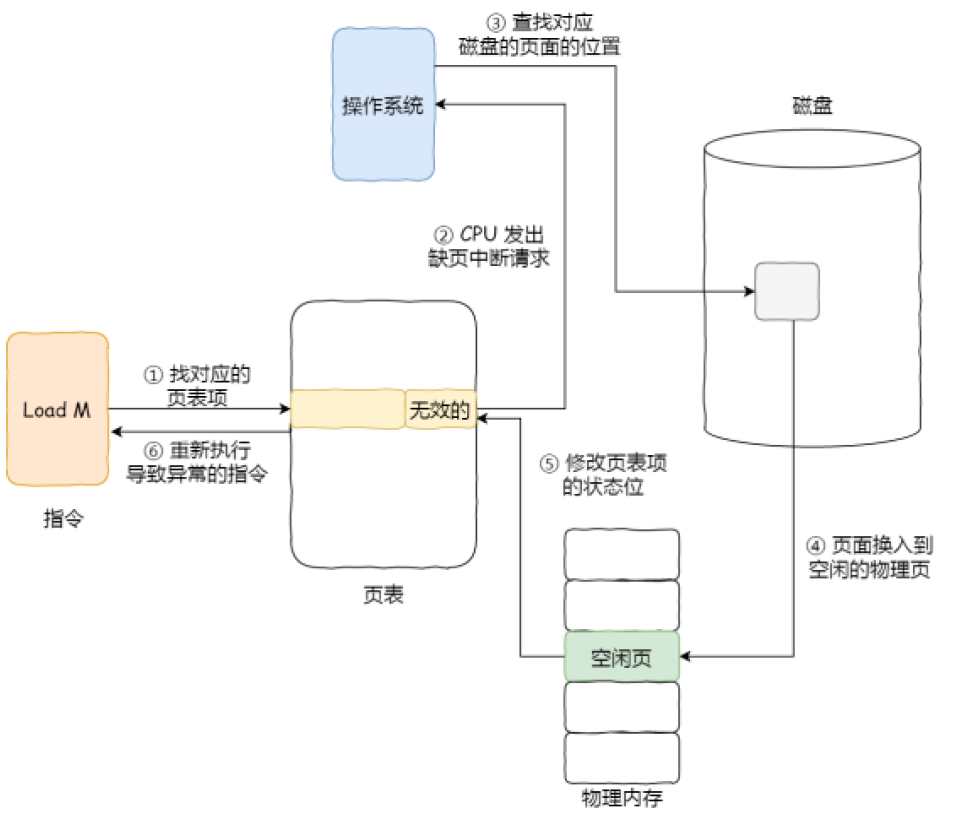 ③ 查找对应
磁盘的页面的位置
操作系统
磁盘
② CPU 发出
缺页中断请求
① 找对应的
页表项
Load M
无效的
⑥ 重新执行
导致异常的指令
⑤ 修改页表项
的状态位
指令
④ 页面换入到
空闲的物理页
页表
空闲页
物理内存